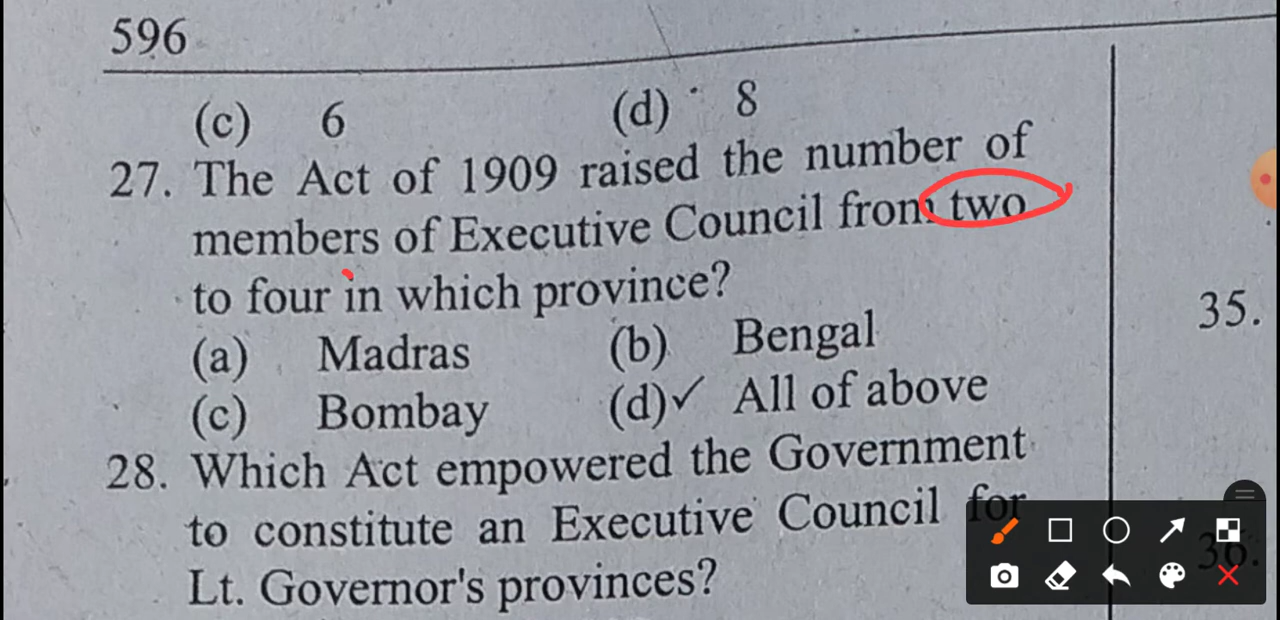 596
(c) 6 (d) 8
27. The Act of 1909 raised the number of
members of Executive Council from two
to four in which province?
(a) Madras (b) Bengal
(c) Bombay (d)✓ All of above
28. Which Act empowered the Government
to constitute an Executive Council for
Lt. Governor's provinces?
35.
36.